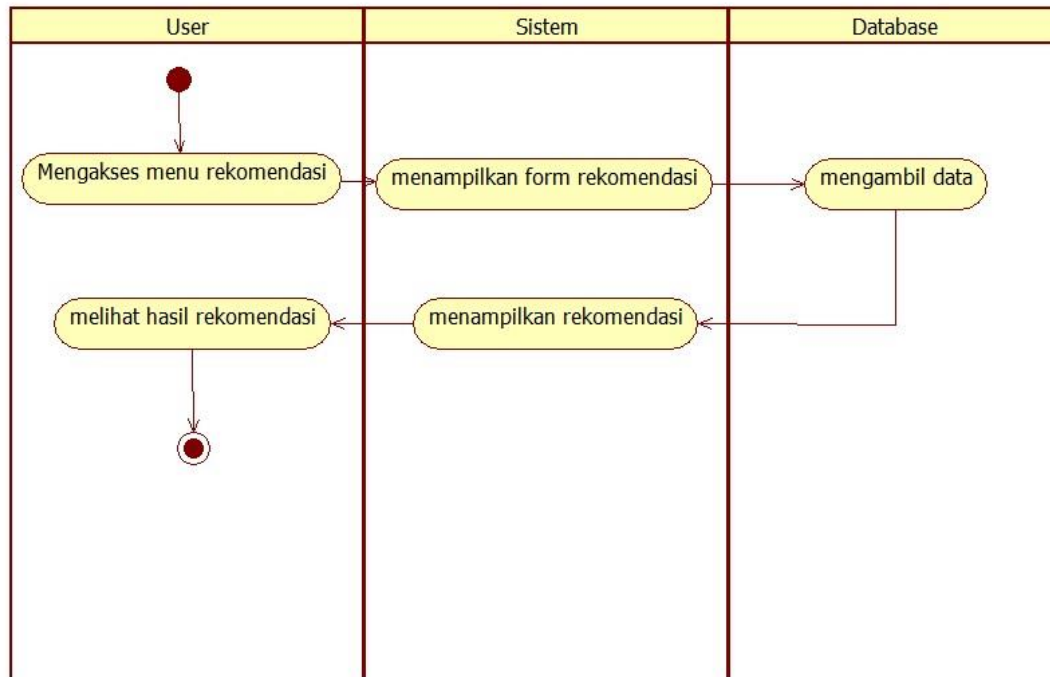 User
Sistem
Database
Mengakses menu rekomendasi
menampilkan form rekomendasi
mengambil data
melihat hasil rekomendasi
menampilkan rekomendasi